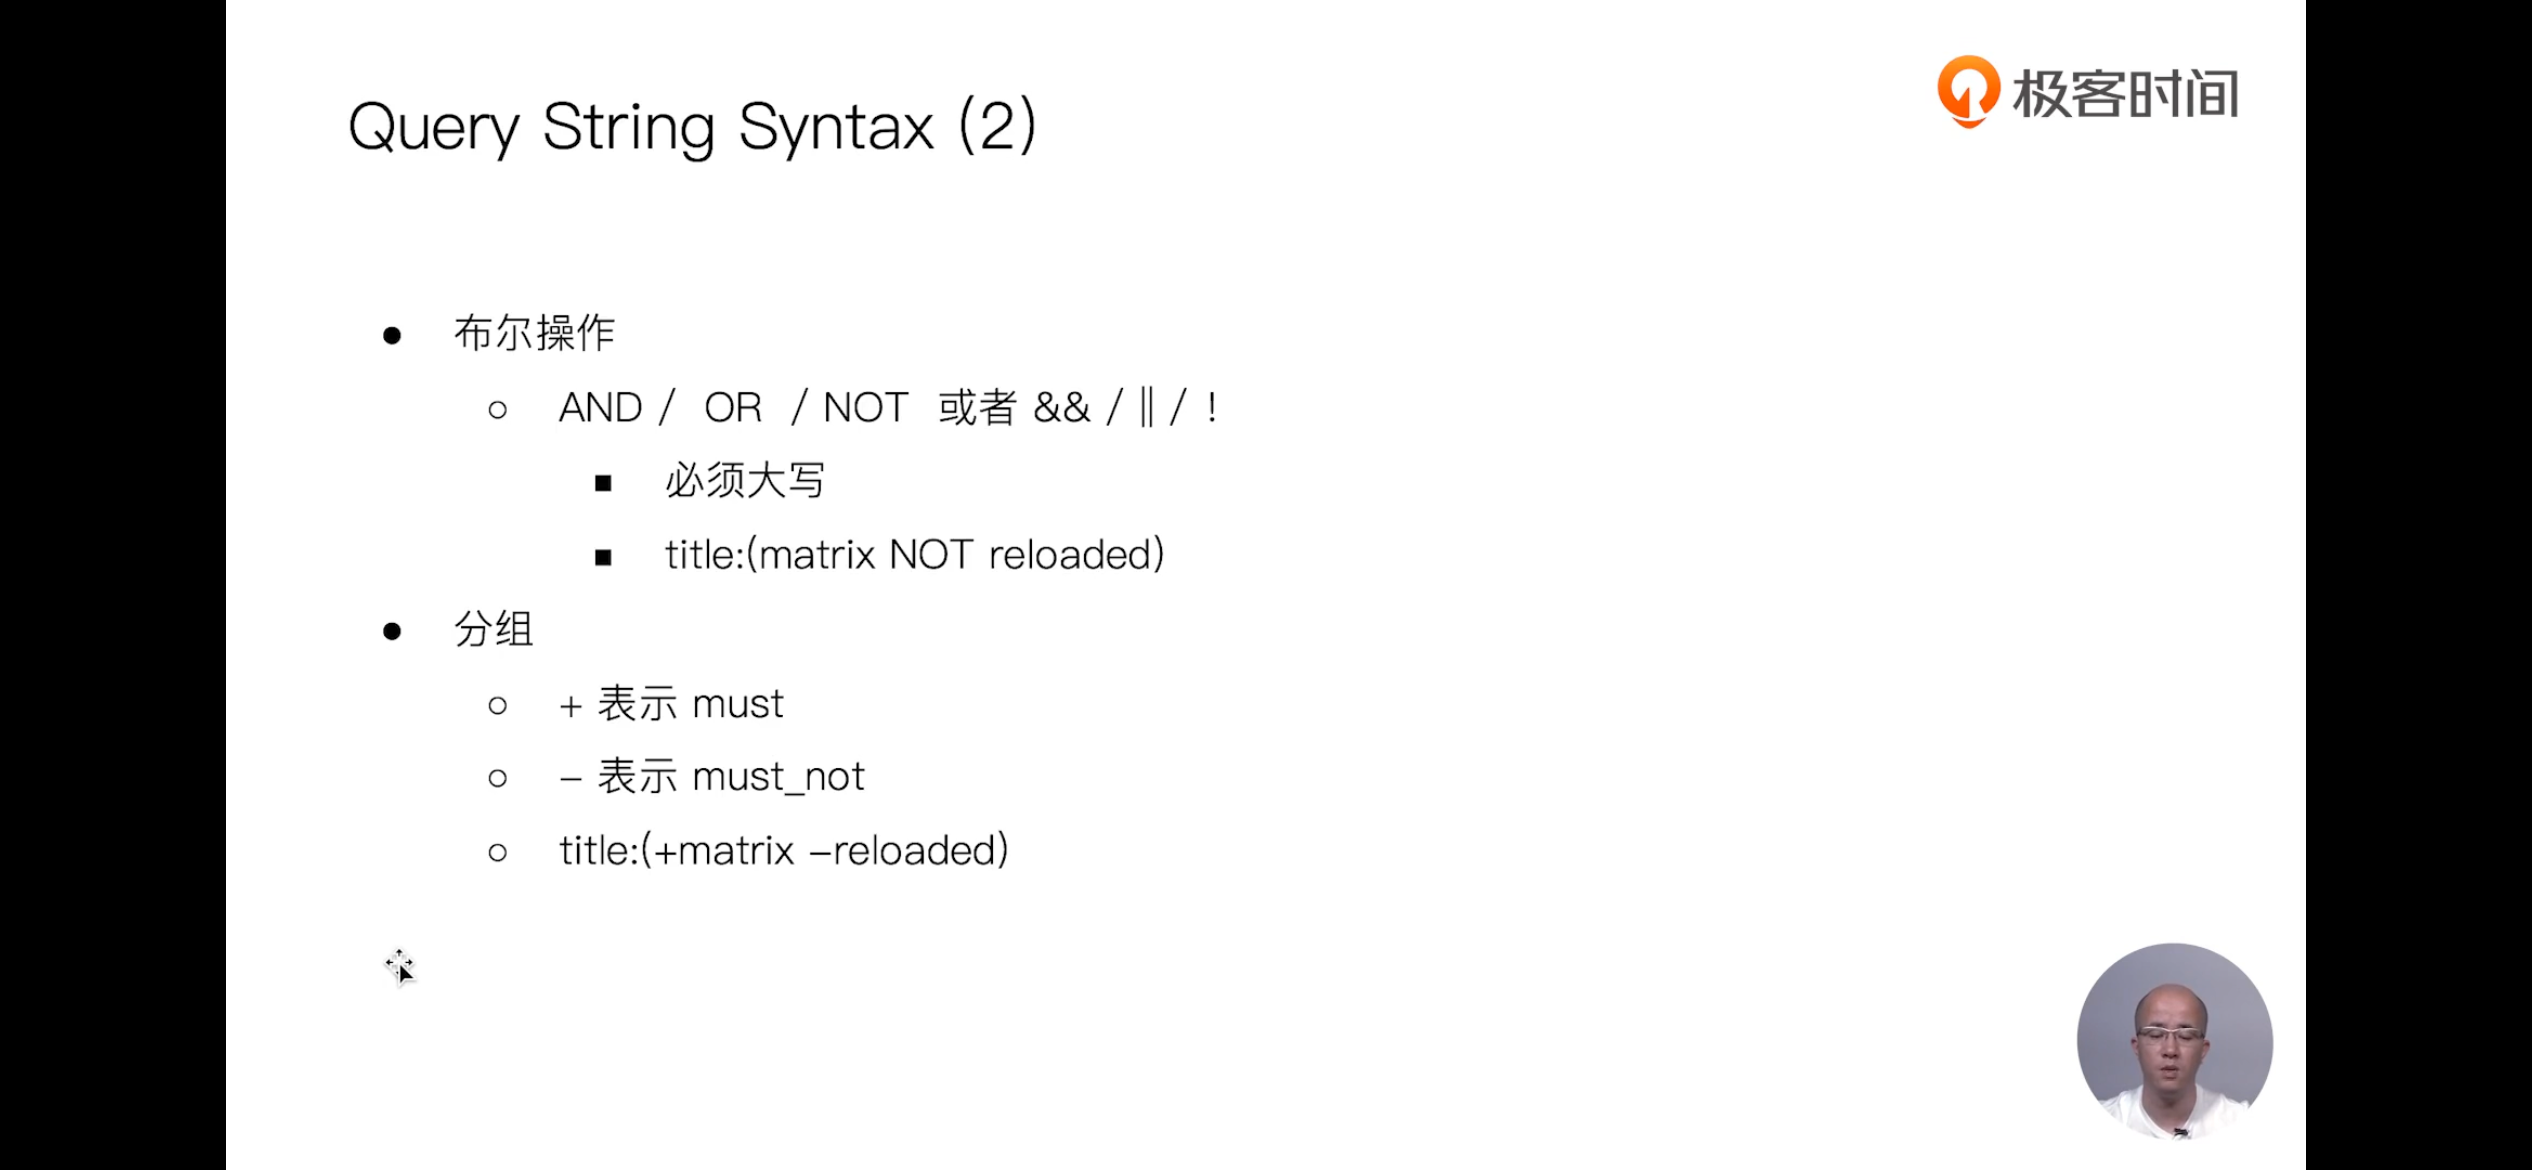 极客时间
Query String Syntax (2)
布尔操作
AND / OR / NOT 或者 && / || / !
必须大写
title:(matrix NOT reloaded)
分组
+ 表示 must
– 表示 must_not
title:(+matrix –reloaded)